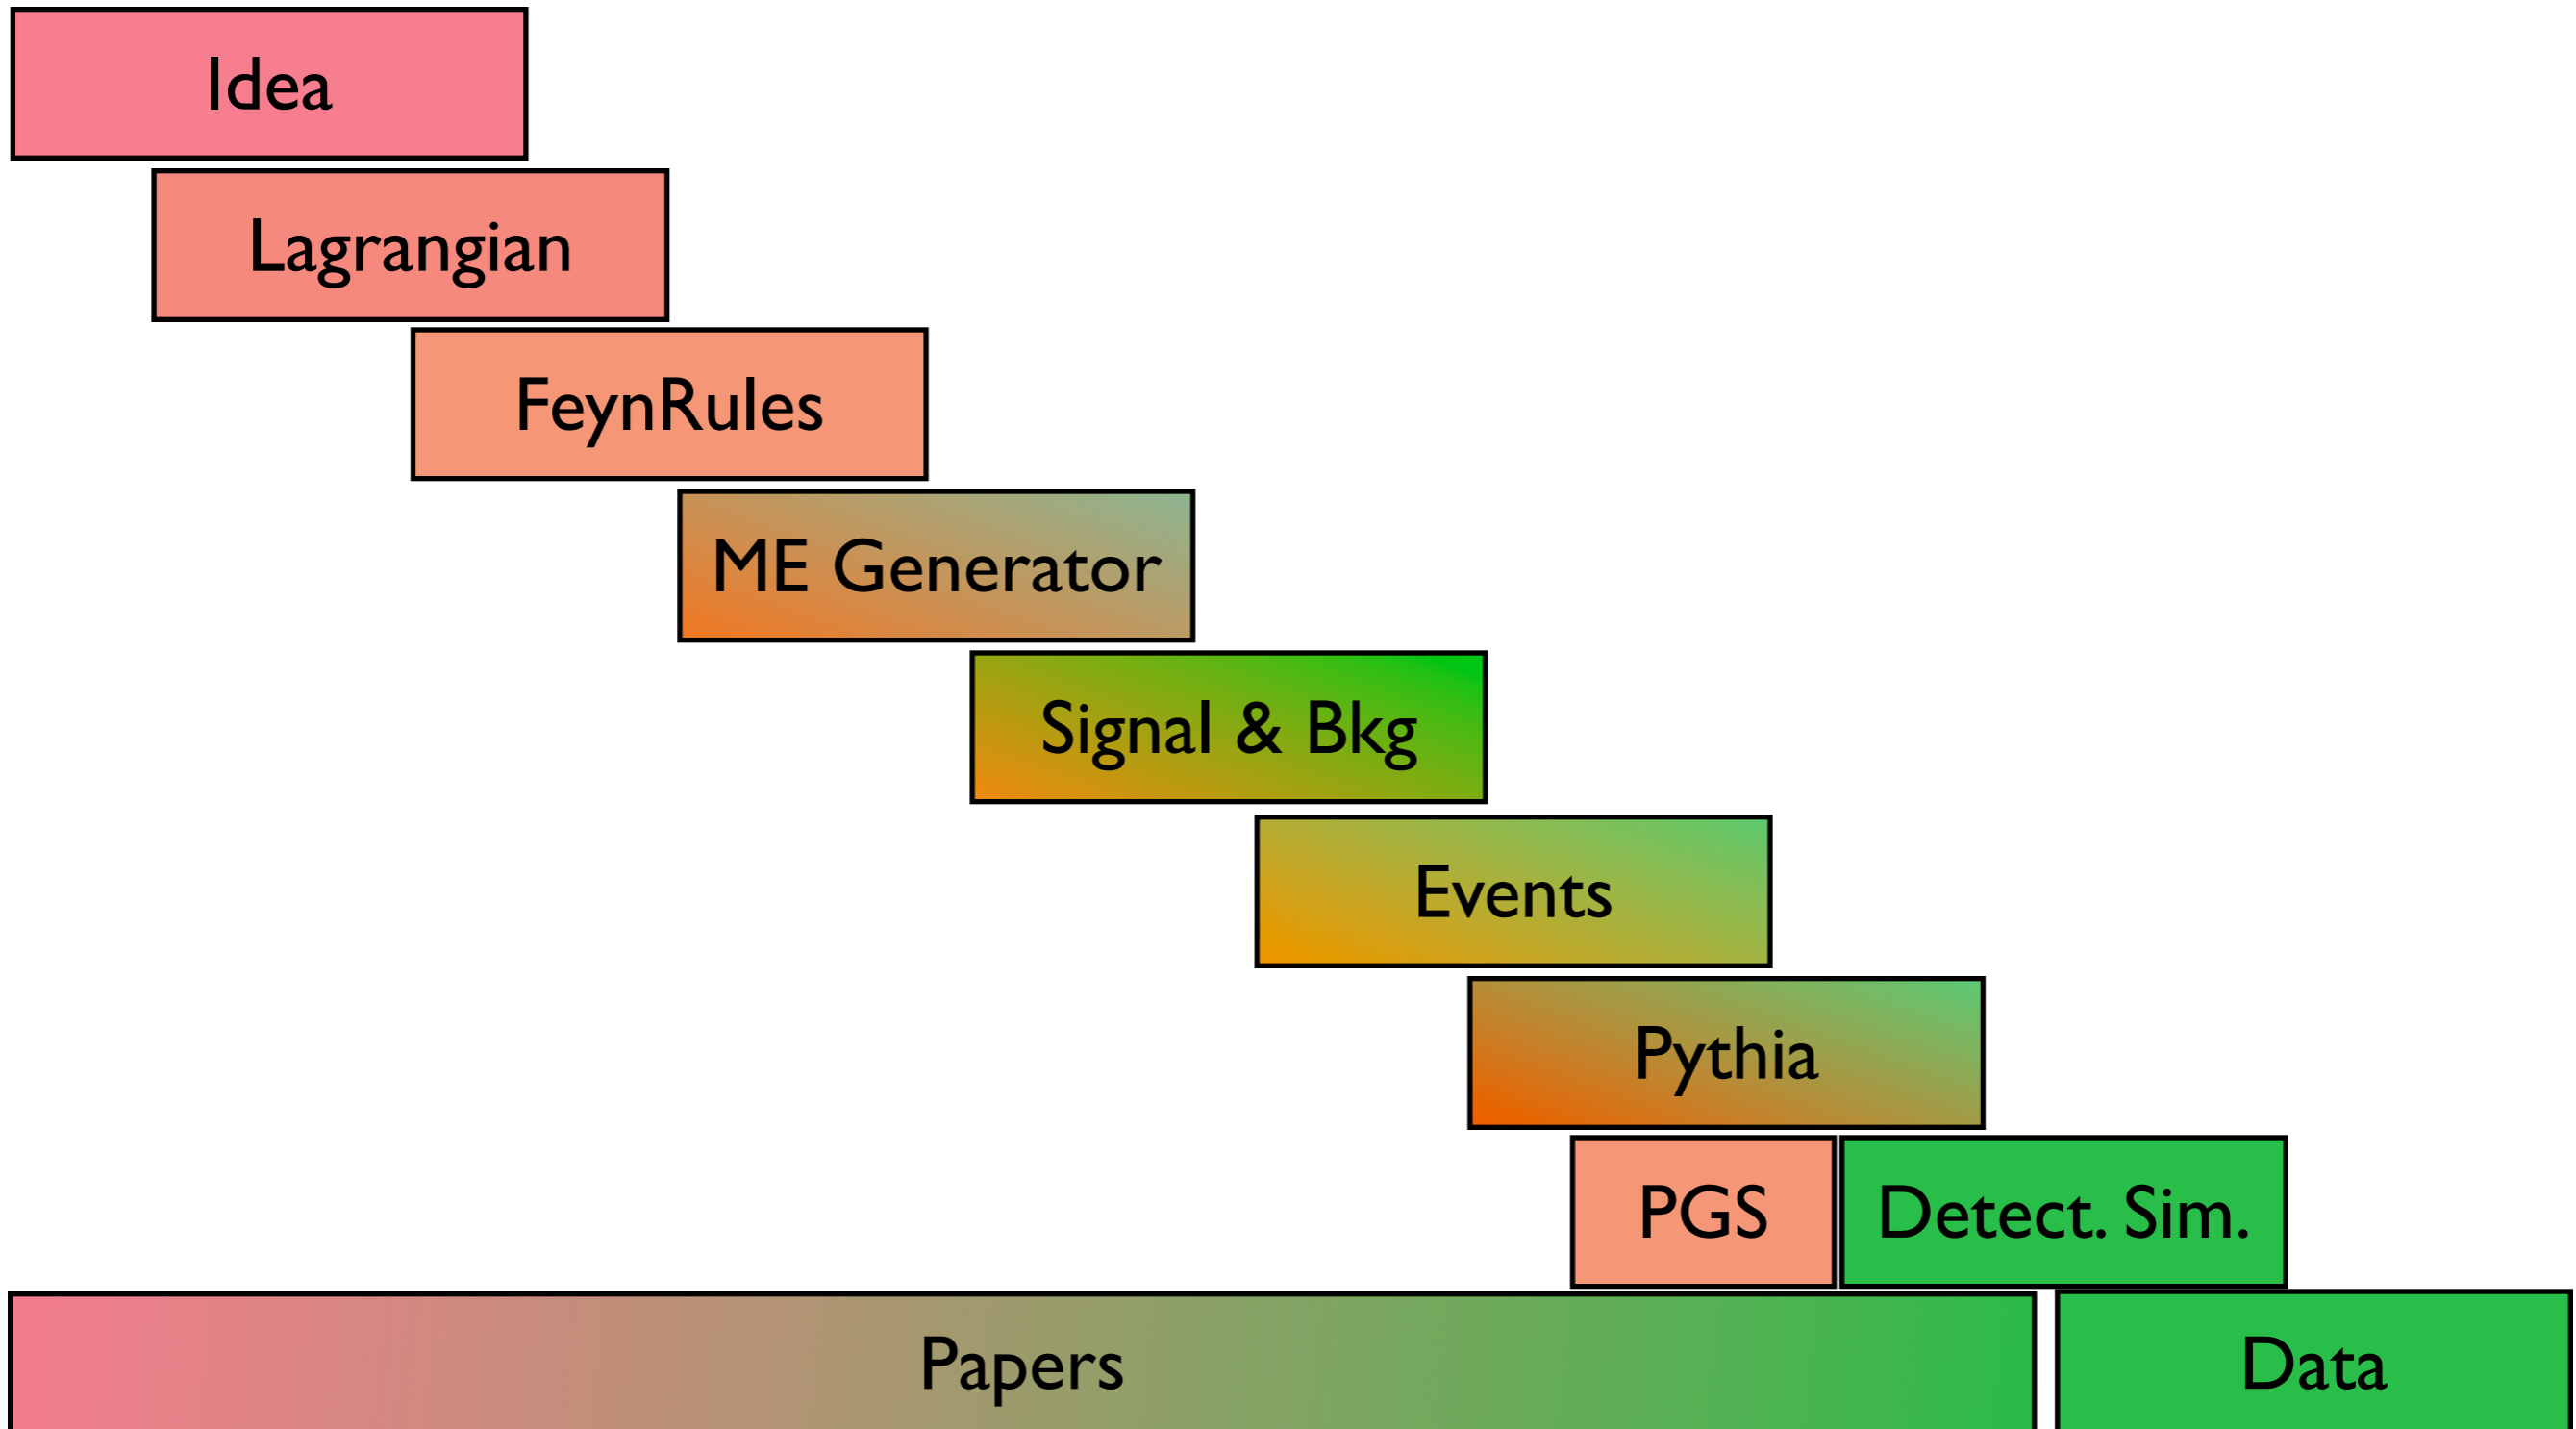 Idea
Lagrangian
FeynRules
ME Generator
Signal & Bkg
Events
Pythia
PGS
Detect. Sim.
Papers
Data